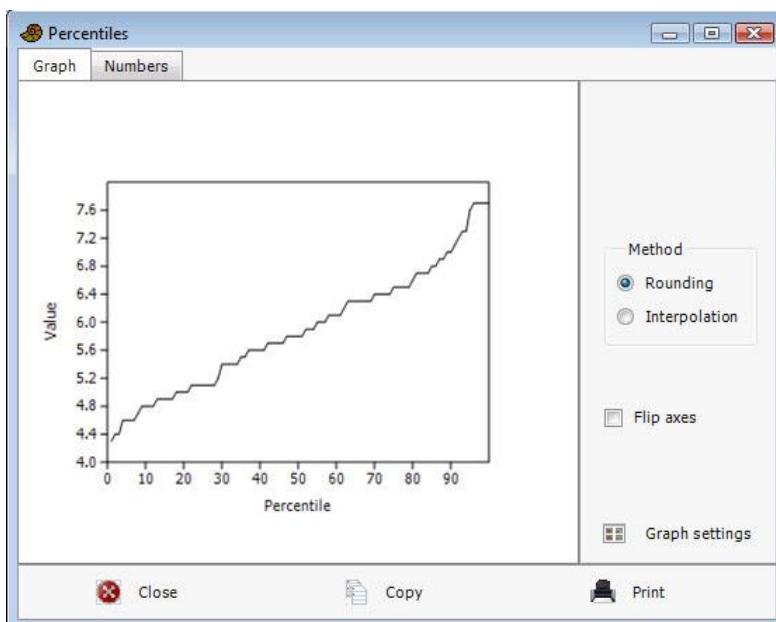 Percentiles
Graph
Numbers
7.6
7.2
6.8
6.4
6.0
5.6
5.2
4.8
4.4
4.0
Value
0 10 20 30 40 50 60 70 80 90
Percentile
Method
Rounding
Interpolation
Flip axes
Graph settings
Close
Copy
Print